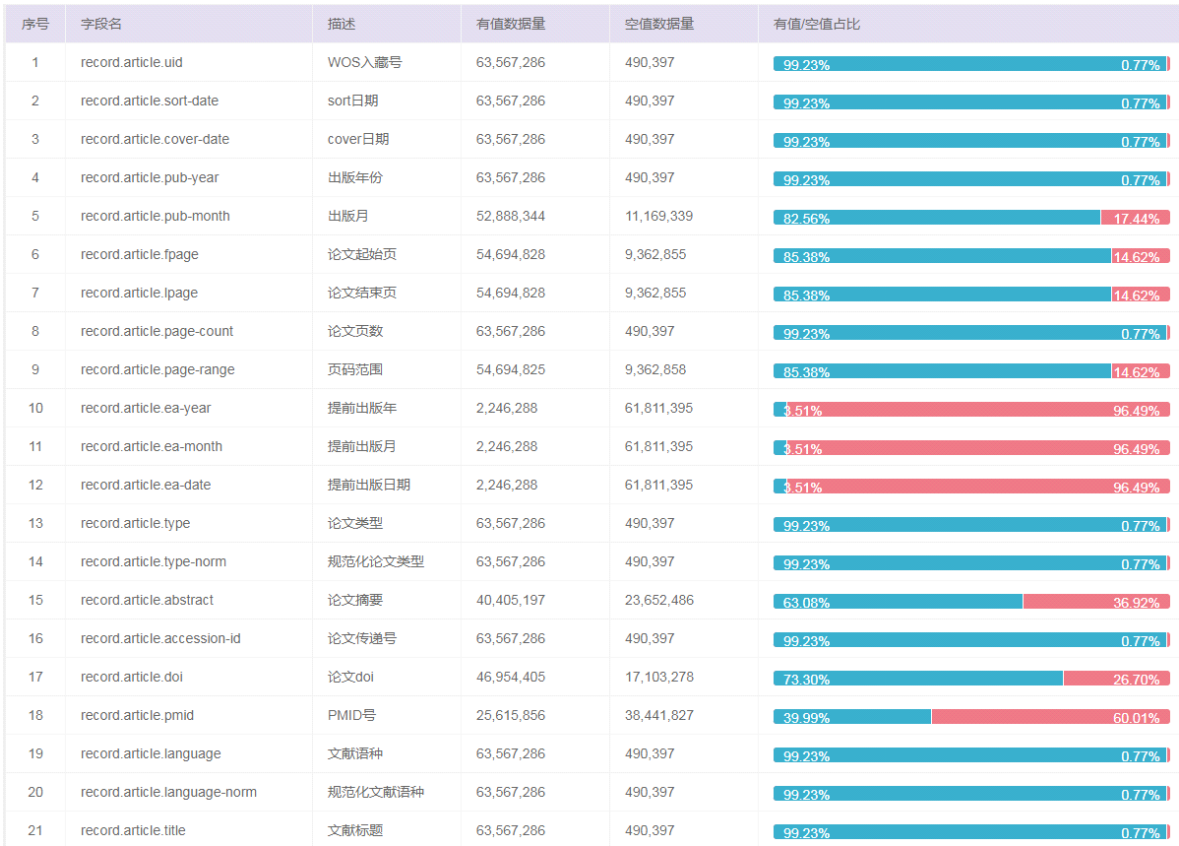 序号 字段名 描述 有值数据量 空值数据量 有值/空值占比
1 record.article.uid WOS入藏号 63,567,286 490,397 99.23% 0.77%
2 record.article.sort-date sort日期 63,567,286 490,397 99.23% 0.77%
3 record.article.cover-date cover日期 63,567,286 490,397 99.23% 0.77%
4 record.article.pub-year 出版年份 63,567,286 490,397 99.23% 0.77%
5 record.article.pub-month 出版月 52,888,344 11,169,339 82.56% 17.44%
6 record.article.fpage 论文起始页 54,694,828 9,362,855 85.38% 14.62%
7 record.article.lpage 论文结束页 54,694,828 9,362,855 85.38% 14.62%
8 record.article.page-count 论文页数 63,567,286 490,397 99.23% 0.77%
9 record.article.page-range 页码范围 54,694,825 9,362,858 85.38% 14.62%
10 record.article.ea-year 提前出版年 2,246,288 61,811,395 3.51% 96.49%
11 record.article.ea-month 提前出版月 2,246,288 61,811,395 3.51% 96.49%
12 record.article.ea-date 提前出版日期 2,246,288 61,811,395 3.51% 96.49%
13 record.article.type 论文类型 63,567,286 490,397 99.23% 0.77%
14 record.article.type-norm 规范化论文类型 63,567,286 490,397 99.23% 0.77%
15 record.article.abstract 论文摘要 40,405,197 23,652,486 63.08% 36.92%
16 record.article.accession-id 论文传递号 63,567,286 490,397 99.23% 0.77%
17 record.article.doi 论文doi 46,954,405 17,103,278 73.30% 26.70%
18 record.article.pmid PMID号 25,615,856 38,441,827 39.99% 60.01%
19 record.article.language 文献语种 63,567,286 490,397 99.23% 0.77%
20 record.article.language-norm 规范化文献语种 63,567,286 490,397 99.23% 0.77%
21 record.article.title 文献标题 63,567,286 490,397 99.23% 0.77%